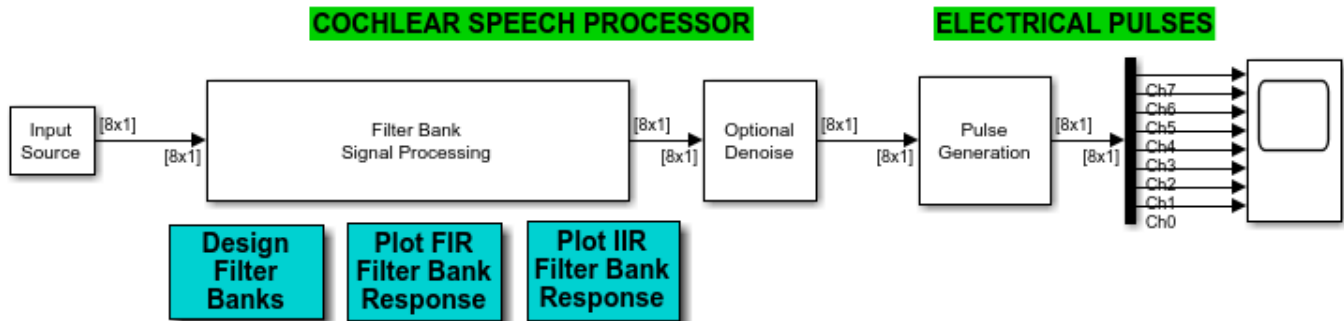 COCHLEAR SPEECH PROCESSOR
ELECTRICAL PULSES
Input
Source
[8x1]
[8x1]
Filter Bank
Signal Processing
[8x1]
[8x1]
Optional
Denoise
[8x1]
[8x1]
Pulse
Generation
[8x1]
[8x1]
Ch7
Ch6
Ch5
Ch4
Ch3
Ch2
Ch1
Ch0
Design
Filter
Banks
Plot FIR
Filter Bank
Response
Plot IIR
Filter Bank
Response